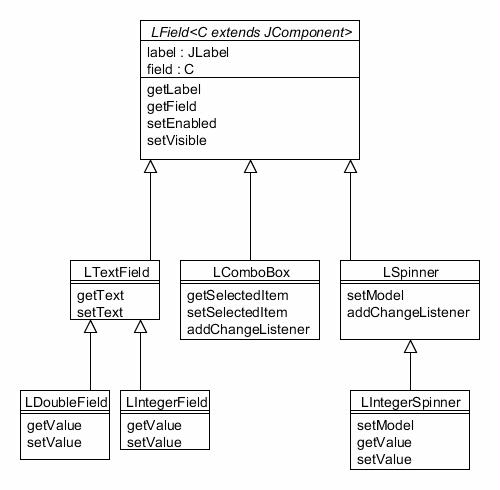 LField<C extends JComponent>
label : JLabel
field : C
getLabel
getField
setEnabled
setVisible
LTextField
getText
setText
LComboBox
getSelectedItem
setSelectedItem
addChangeListener
LSpinner
setModel
addChangeListener
LDoubleField
getValue
setValue
LIntegerField
getValue
setValue
LIntegerSpinner
setModel
getValue
setValue